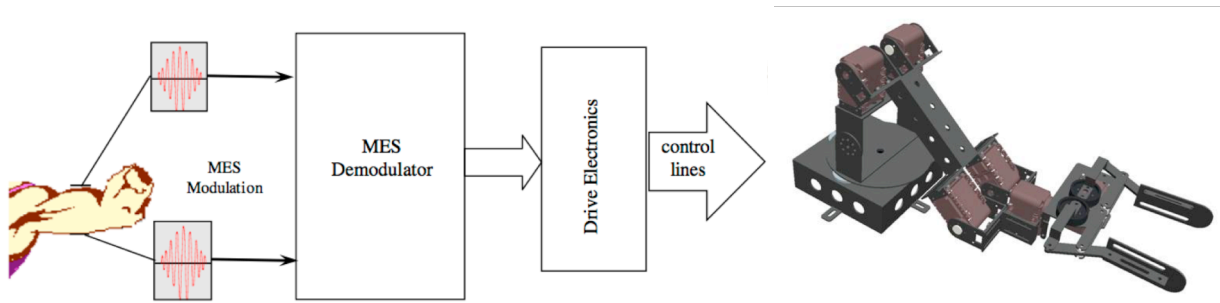 MES
Modulation
MES
Demodulator
Drive Electronics
control
lines